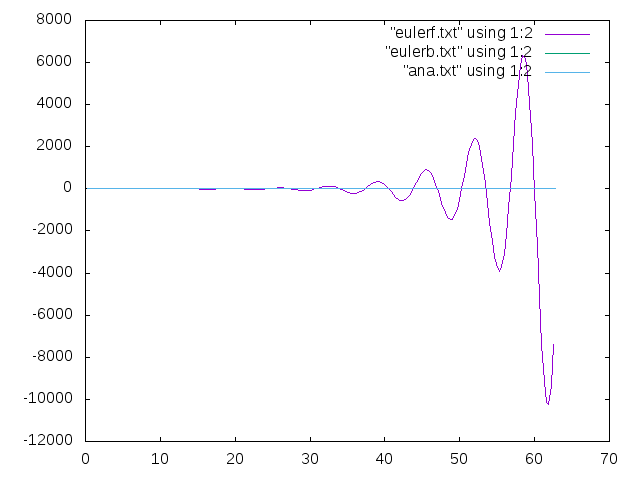 8000
"eulerf.txt" using 1:2
"eulerb.txt" using 1:2
6000
"ana.txt" using 1:2
4000
2000
0
-2000
-4000
-6000
-8000
-10000
-12000
0 10 20 30 40 50 60 70